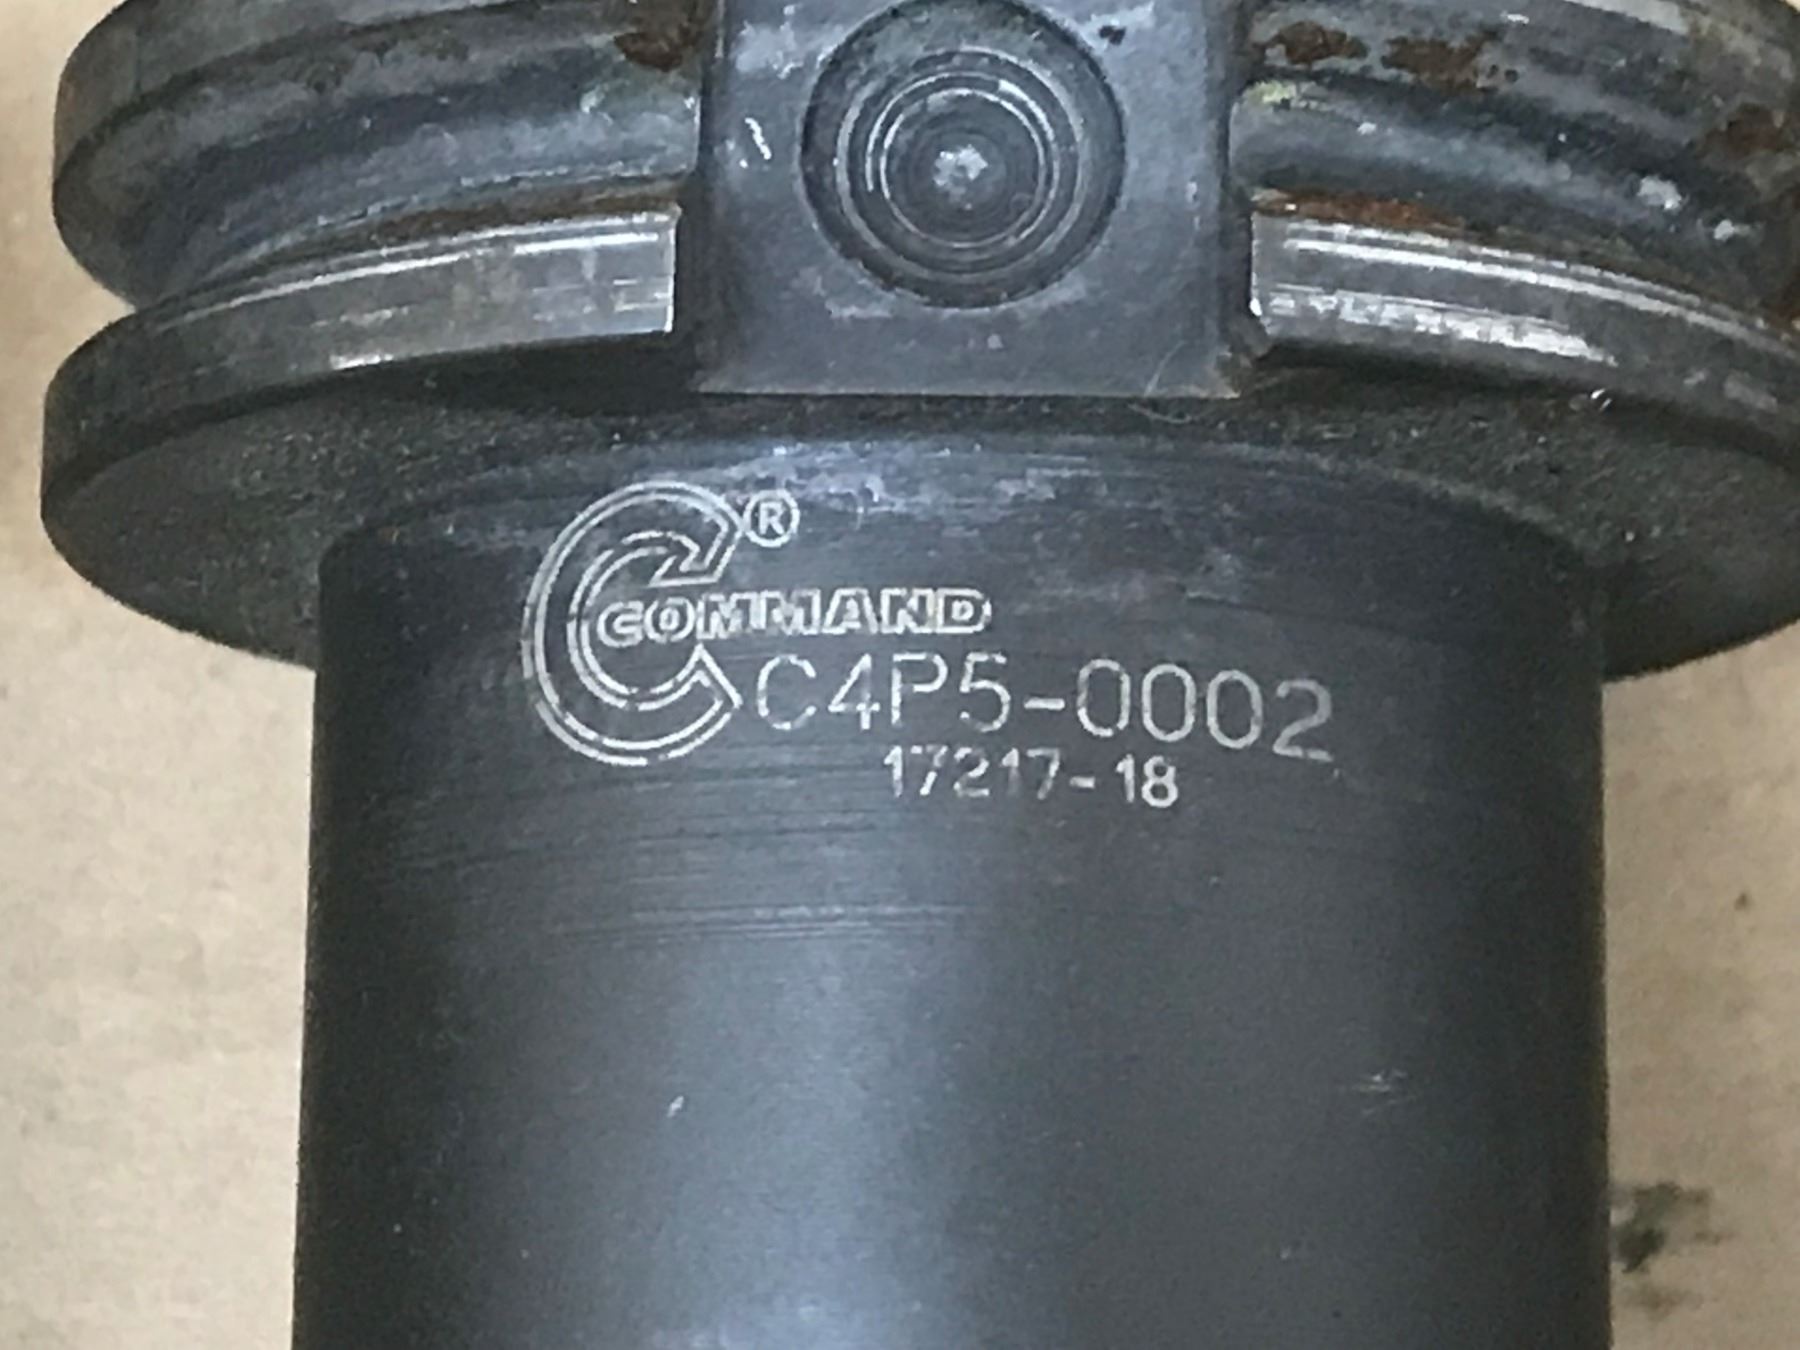 ®
COMMAND
C4P5-0002
17217-18